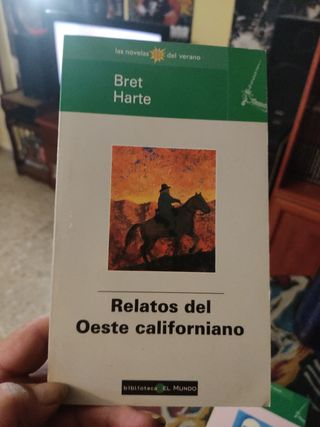 las novelas del verano
Bret
Harte
Relatos del
Oeste californiano
biblioteca EL MUNDO